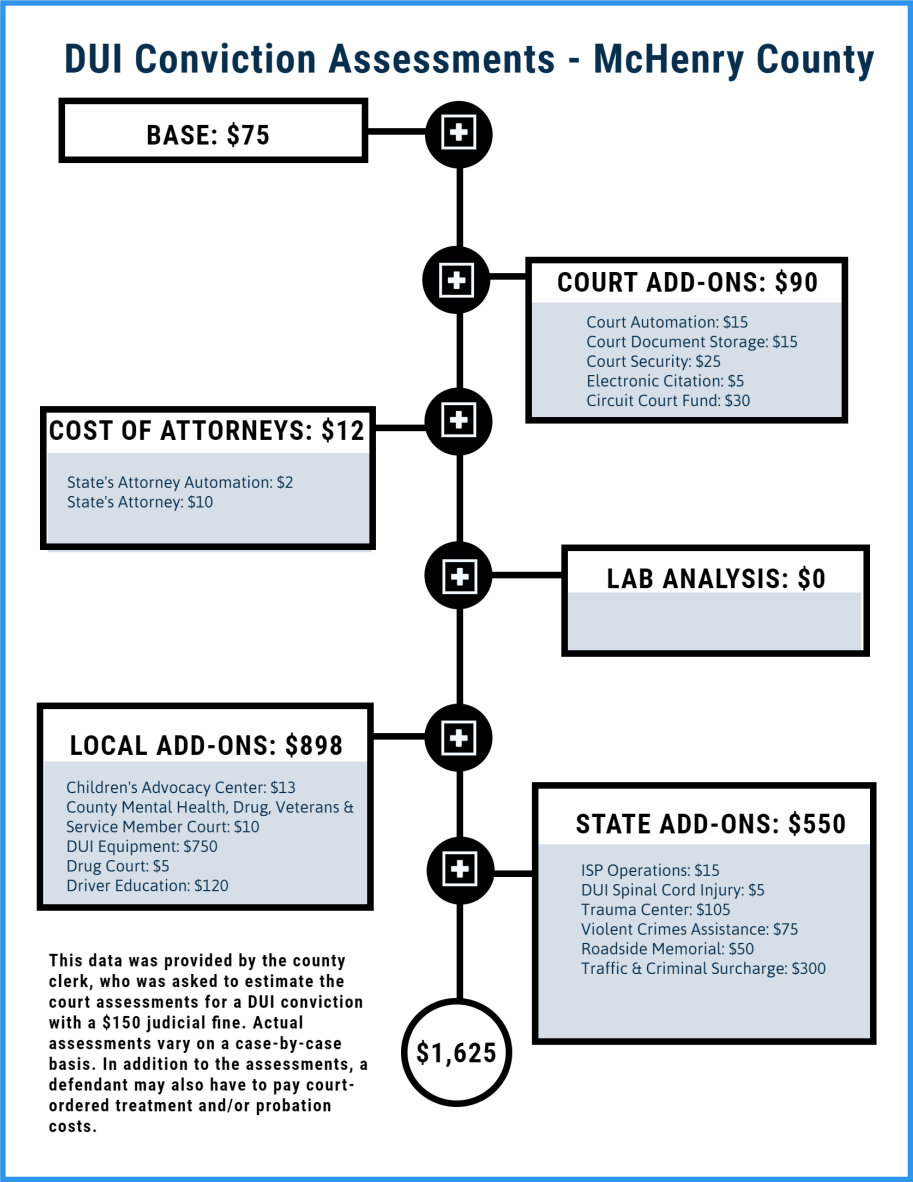 DUI Conviction Assessments - McHenry County
BASE: $75
COURT ADD-ONS: $90
Court Automation: $15
Court Document Storage: $15
Court Security: $25
Electronic Citation: $5
Circuit Court Fund: $30
COST OF ATTORNEYS: $12
State's Attorney Automation: $2
State's Attorney: $10
LAB ANALYSIS: $0
LOCAL ADD-ONS: $898
Children's Advocacy Center: $13
County Mental Health, Drug, Veterans &
Service Member Court: $10
DUI Equipment: $750
Drug Court: $5
Driver Education: $120
STATE ADD-ONS: $550
ISP Operations: $15
DUI Spinal Cord Injury: $5
Trauma Center: $105
Violent Crimes Assistance: $75
Roadside Memorial: $50
Traffic & Criminal Surcharge: $300
This data was provided by the county
clerk, who was asked to estimate the
court assessments for a DUI conviction
with a $150 judicial fine. Actual
assessments vary on a case-by-case
basis. In addition to the assessments, a
defendant may also have to pay court-
ordered treatment and/or probation
costs.
$1,625